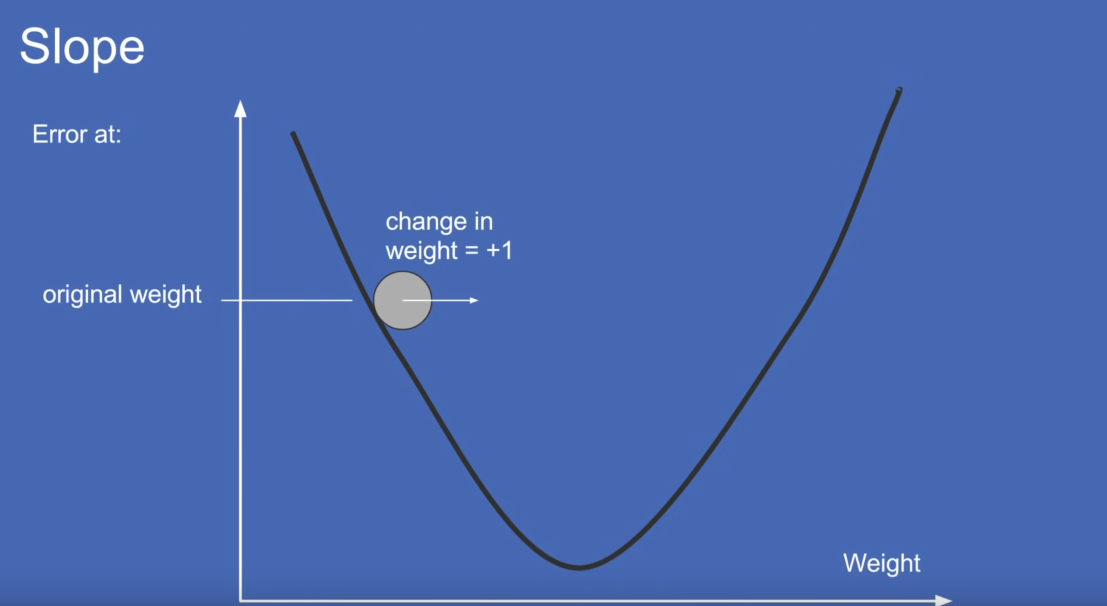 Slope
Error at:
change in
weight = +1
original weight
Weight